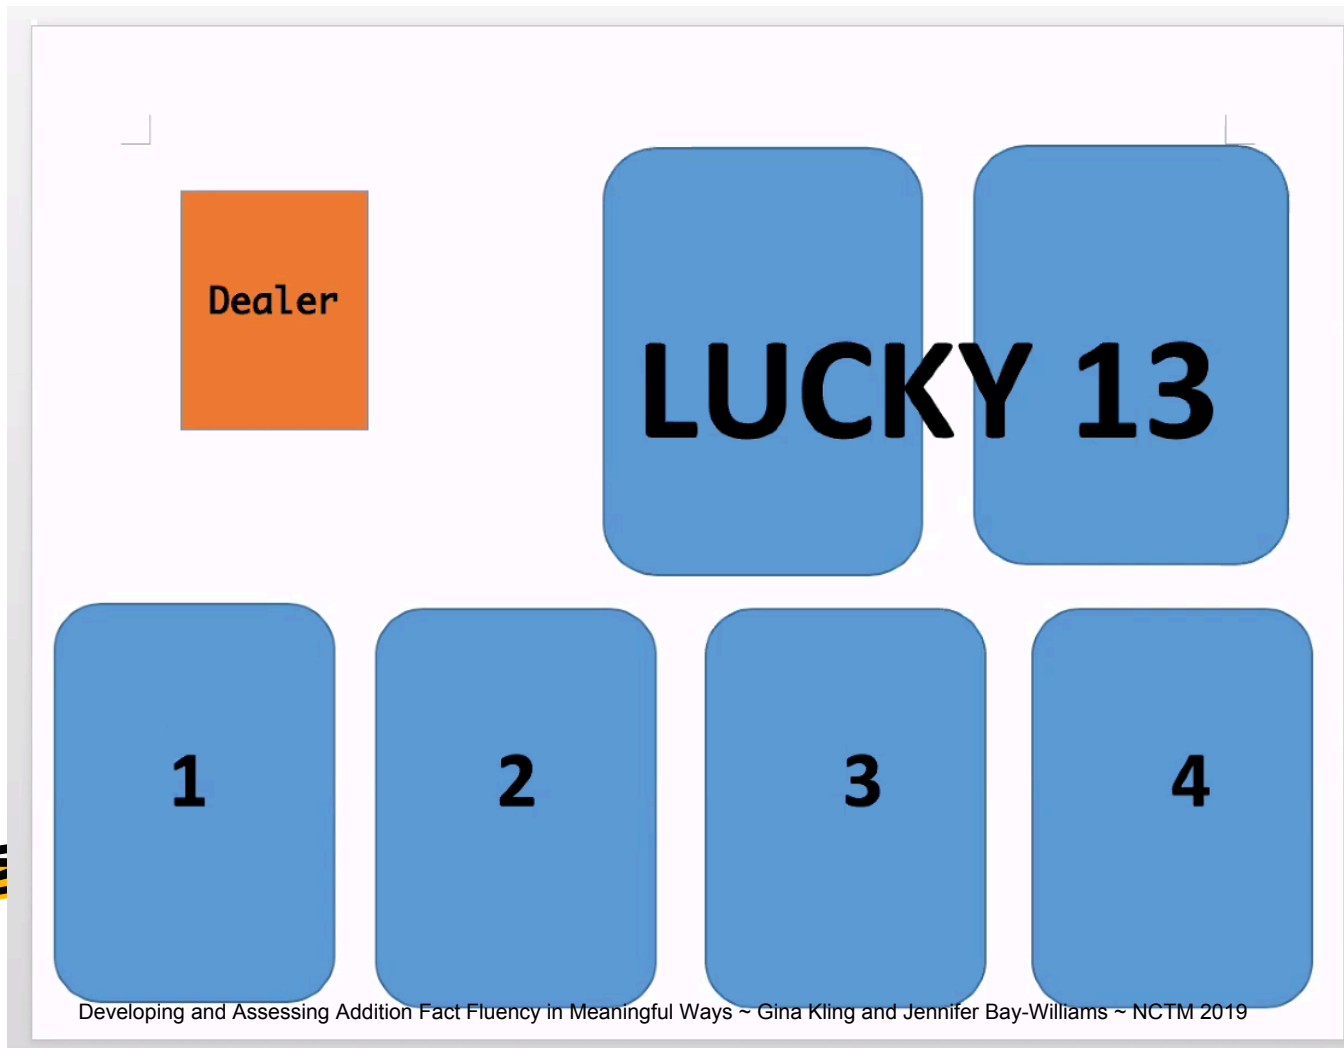 Dealer
LUCKY 13
1
2
3
4
Developing and Assessing Addition Fact Fluency in Meaningful Ways ~ Gina Kling and Jennifer Bay-Williams ~ NCTM 2019